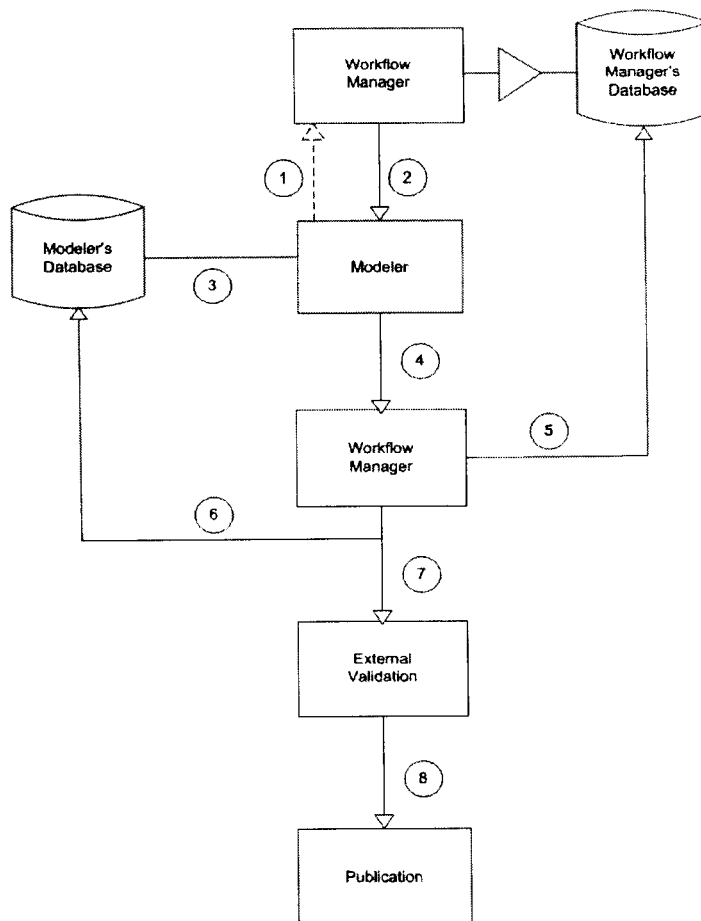 Workflow
Manager
Workflow
Manager's
Database
1
2
Modeler's
Database
3
Modeler
4
Workflow
Manager
5
6
7
External
Validation
8
Publication